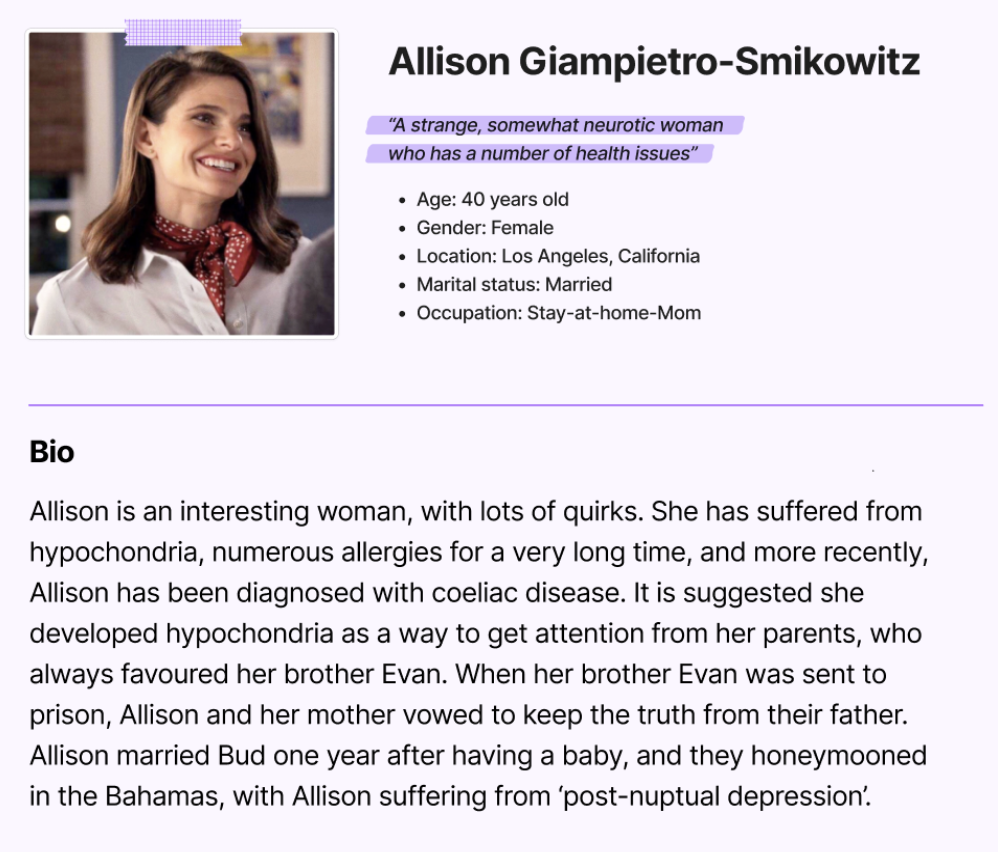 Allison Giampietro-Smikowitz
“A strange, somewhat neurotic woman
who has a number of health issues”
• Age: 40 years old
• Gender: Female
• Location: Los Angeles, California
• Marital status: Married
• Occupation: Stay-at-home-Mom
Bio
Allison is an interesting woman, with lots of quirks. She has suffered from
hypochondria, numerous allergies for a very long time, and more recently,
Allison has been diagnosed with coeliac disease. It is suggested she
developed hypochondria as a way to get attention from her parents, who
always favoured her brother Evan. When her brother Evan was sent to
prison, Allison and her mother vowed to keep the truth from their father.
Allison married Bud one year after having a baby, and they honeymooned
in the Bahamas, with Allison suffering from ‘post-nuptual depression’.